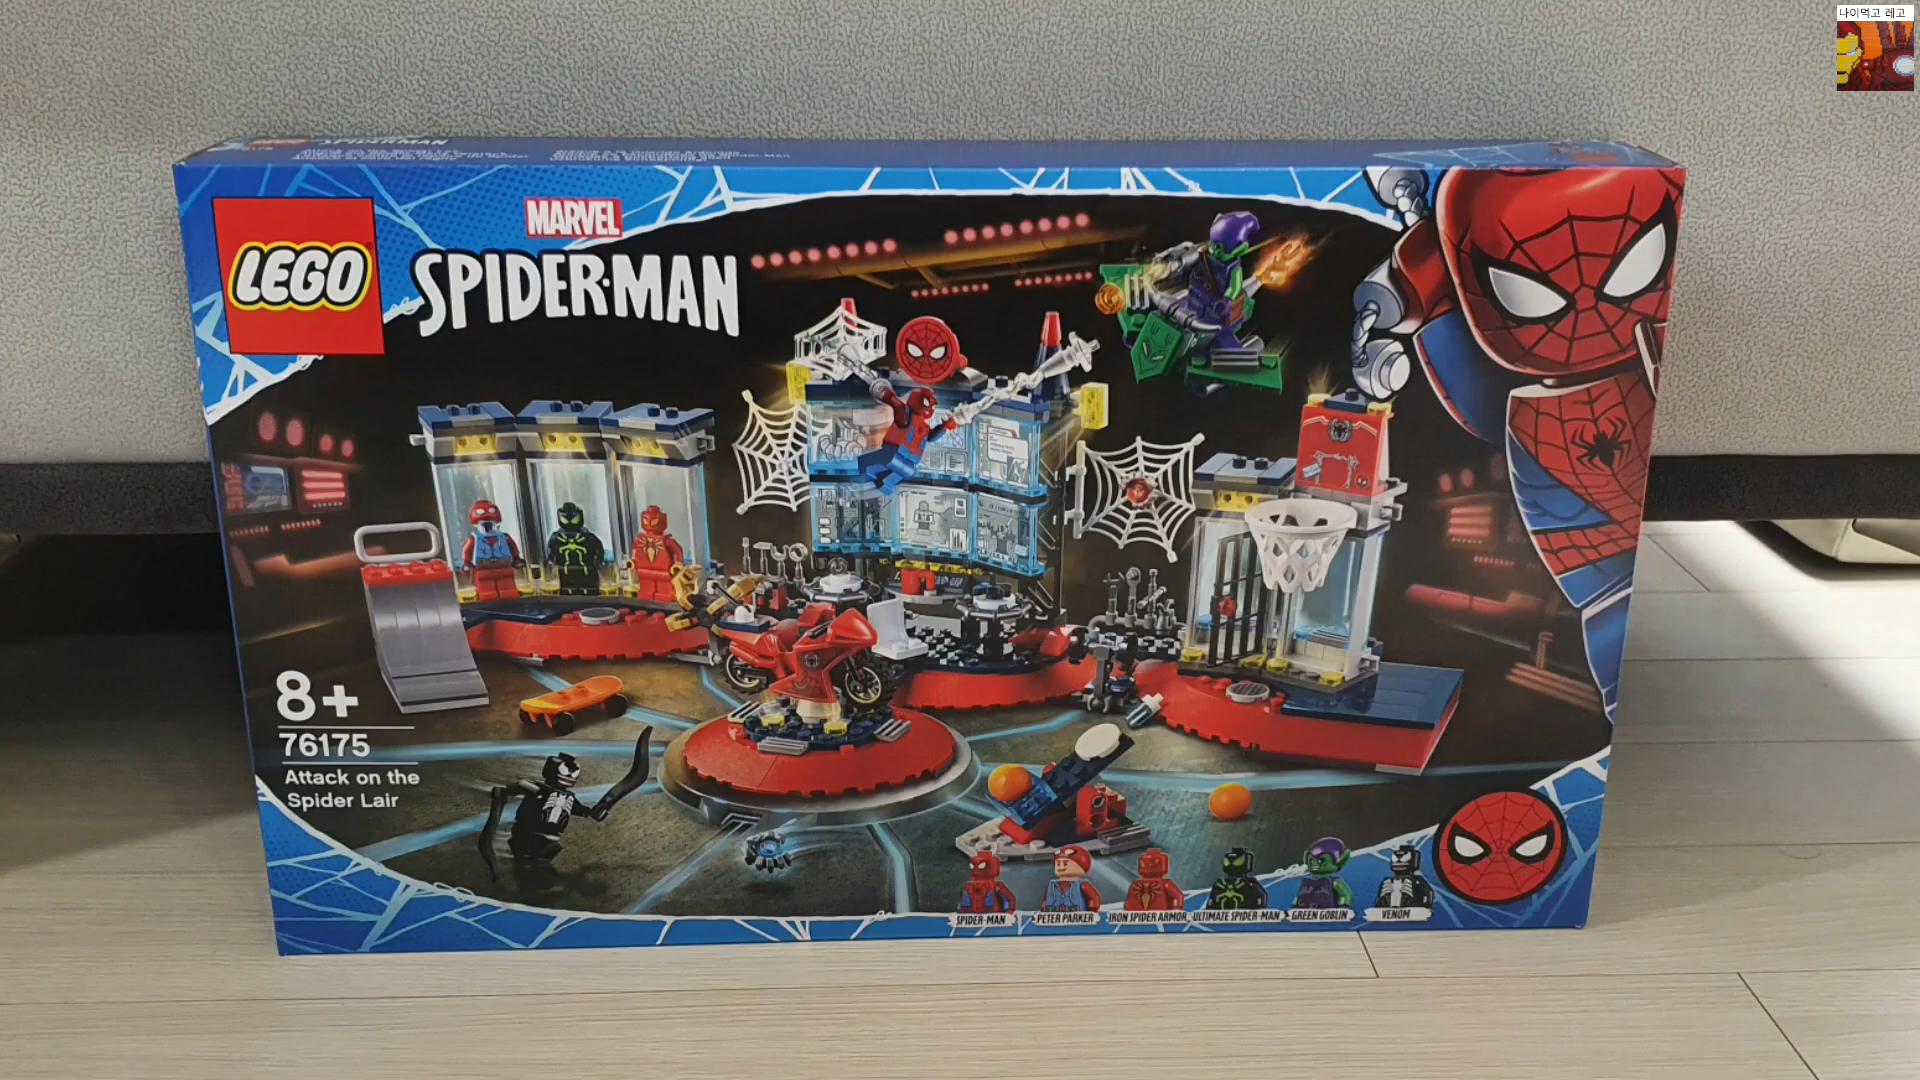 나이먹고 레고
SPIDERMAN
LEGO
MARVEL
SPIDER-MAN
8+
76175
Attack on the
Spider Lair
SPIDER-MAN
PETER PARKER
IRON SPIDER ARMOR
ULTIMATE SPIDER-MAN
GREEN GOBLIN
VENOM